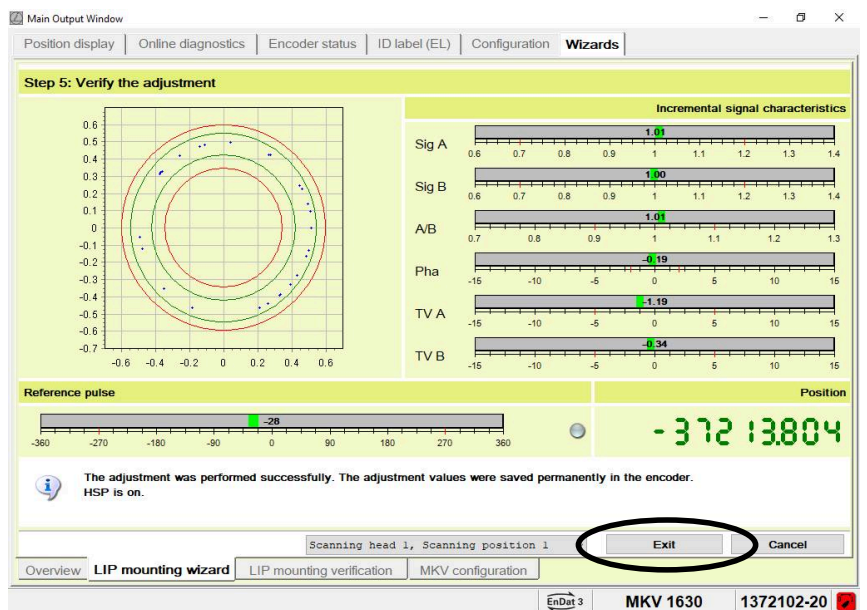 Main Output Window
Position display Online diagnostics Encoder status ID label (EL) Configuration Wizards
Step 5: Verify the adjustment
0.6
0.5
0.4
0.3
0.2
0.1
0
-0.1
-0.2
-0.3
-0.4
-0.5
-0.6
-0.7
-0.6 -0.4 -0.2 0 0.2 0.4 0.6
Incremental signal characteristics
Sig A 1.01
0.6 0.7 0.8 0.9 1 1.1 1.2 1.3 1.4
Sig B 1.00
0.6 0.7 0.8 0.9 1 1.1 1.2 1.3 1.4
A/B 1.01
0.7 0.8 0.9 1 1.1 1.2 1.3
Pha -0.19
-15 -10 -5 0 5 10 15
TV A -1.19
-15 -10 -5 0 5 10 15
TV B -0.34
-15 -10 -5 0 5 10 15
Reference pulse
-28
-360 -270 -180 -90 0 90 180 270 360
Position
-37213.804
The adjustment was performed successfully. The adjustment values were saved permanently in the encoder.
HSP is on.
Scanning head 1, Scanning position 1 Exit Cancel
Overview LIP mounting wizard LIP mounting verification MKV configuration
EnDat 3 MKV 1630 1372102-20